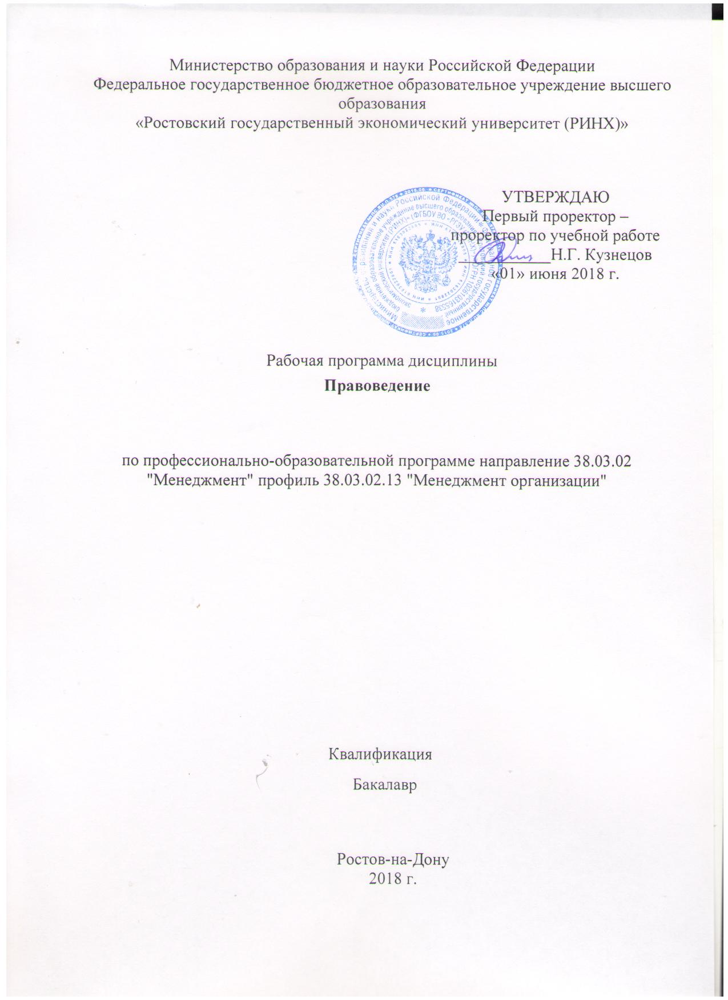 Министерство образования и науки Российской Федерации
Федеральное государственное бюджетное образовательное учреждение высшего
образования
«Ростовский государственный экономический университет (РИНХ)»
УТВЕРЖДАЮ
Первый проректор –
проректор по учебной работе
Н.Г. Кузнецов
«01» июня 2018 г.
Рабочая программа дисциплины
Правоведение
по профессионально-образовательной программе направление 38.03.02
"Менеджмент" профиль 38.03.02.13 "Менеджмент организации"
Квалификация
Бакалавр
Ростов-на-Дону
2018 г.